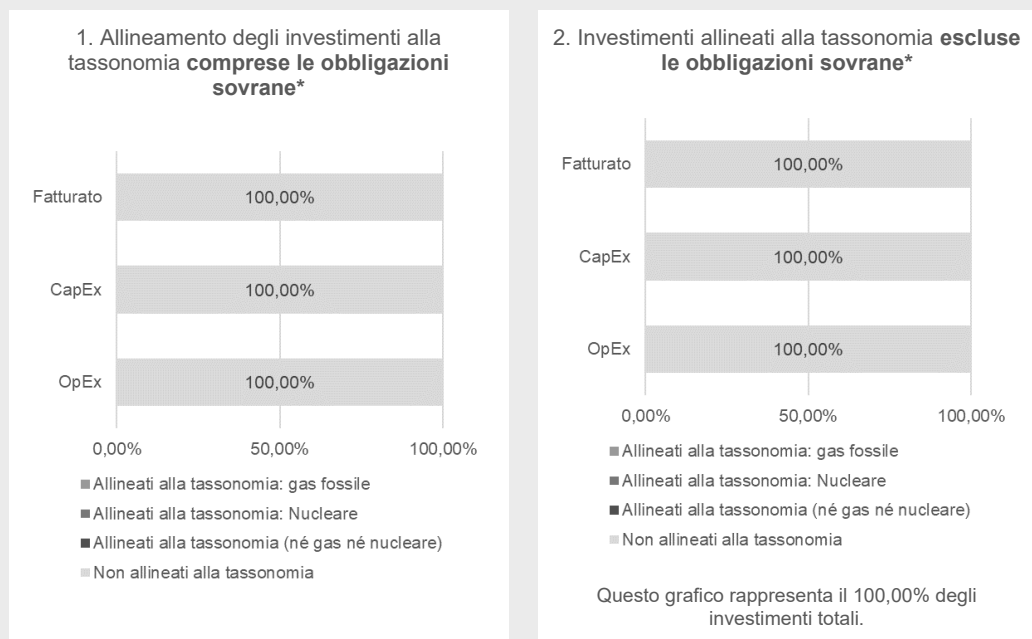 1. Allineamento degli investimenti alla
tassonomia comprese le obbligazioni
sovrane*
Fatturato
100,00%
CapEx
100,00%
OpEx
100,00%
0,00%
50,00%
100,00%
Allineati alla tassonomia: gas fossile
Allineati alla tassonomia: Nucleare
Allineati alla tassonomia (né gas né nucleare)
Non allineati alla tassonomia
2. Investimenti allineati alla tassonomia escluse
le obbligazioni sovrane*
Fatturato
100,00%
CapEx
100,00%
OpEx
100,00%
0,00%
50,00%
100,00%
Allineati alla tassonomia: gas fossile
Allineati alla tassonomia: Nucleare
Allineati alla tassonomia (né gas né nucleare)
Non allineati alla tassonomia
Questo grafico rappresenta il 100,00% degli
investimenti totali.